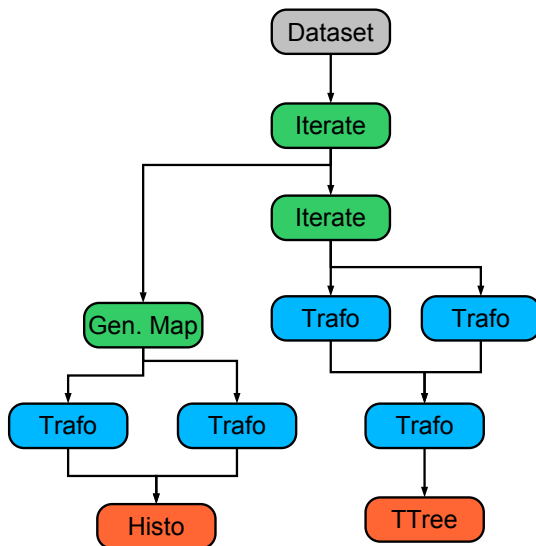 Dataset
Iterate
Iterate
Gen. Map
Trafo
Trafo
Trafo
Trafo
Trafo
Histo
TTree